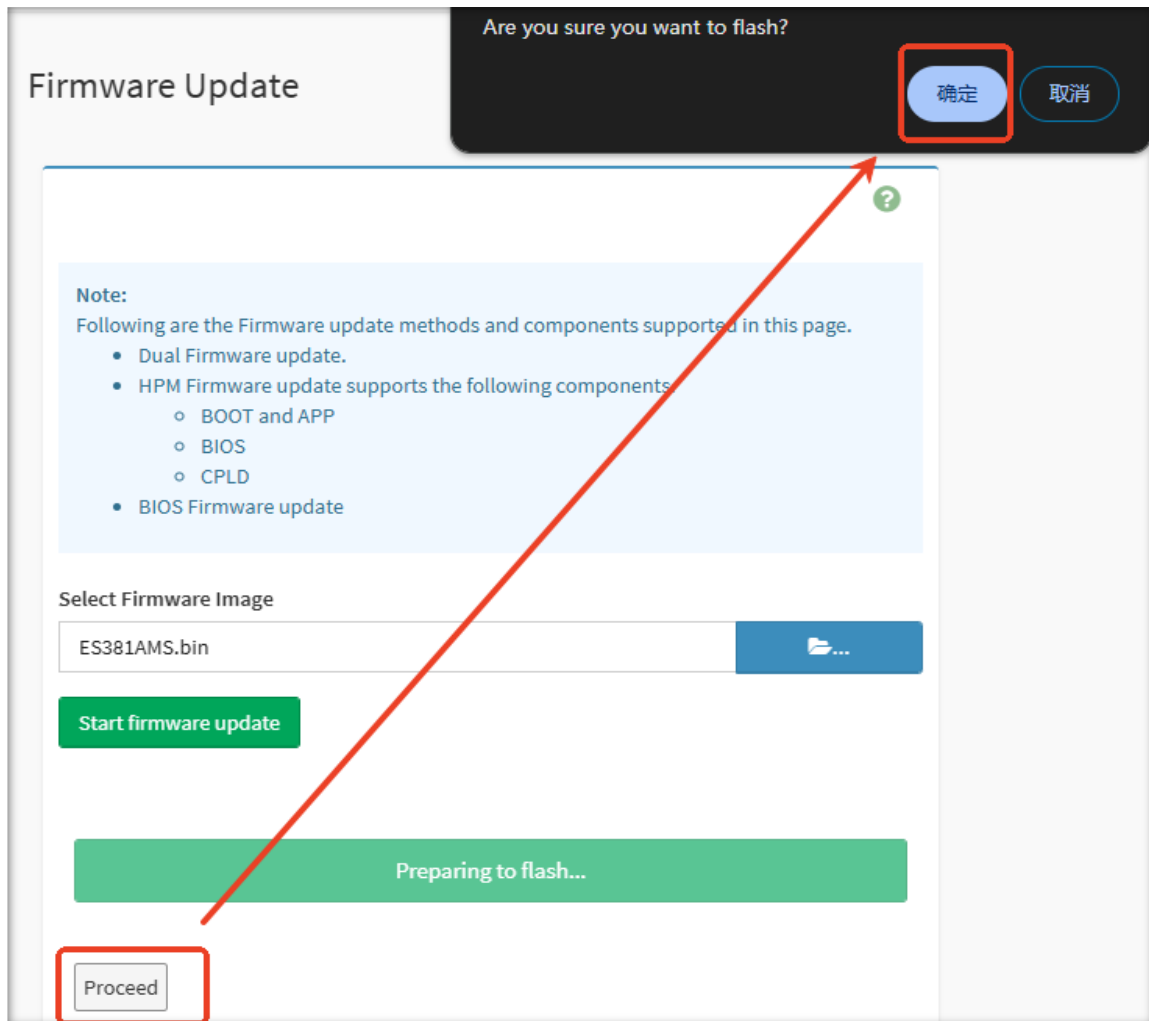 Are you sure you want to flash?
确定
取消
Firmware Update
Note:
Following are the Firmware update methods and components supported in this page.
Dual Firmware update.
HPM Firmware update supports the following components.
BOOT and APP
BIOS
CPLD
BIOS Firmware update
Select Firmware Image
ES381AMS.bin
...
Start firmware update
Preparing to flash...
Proceed